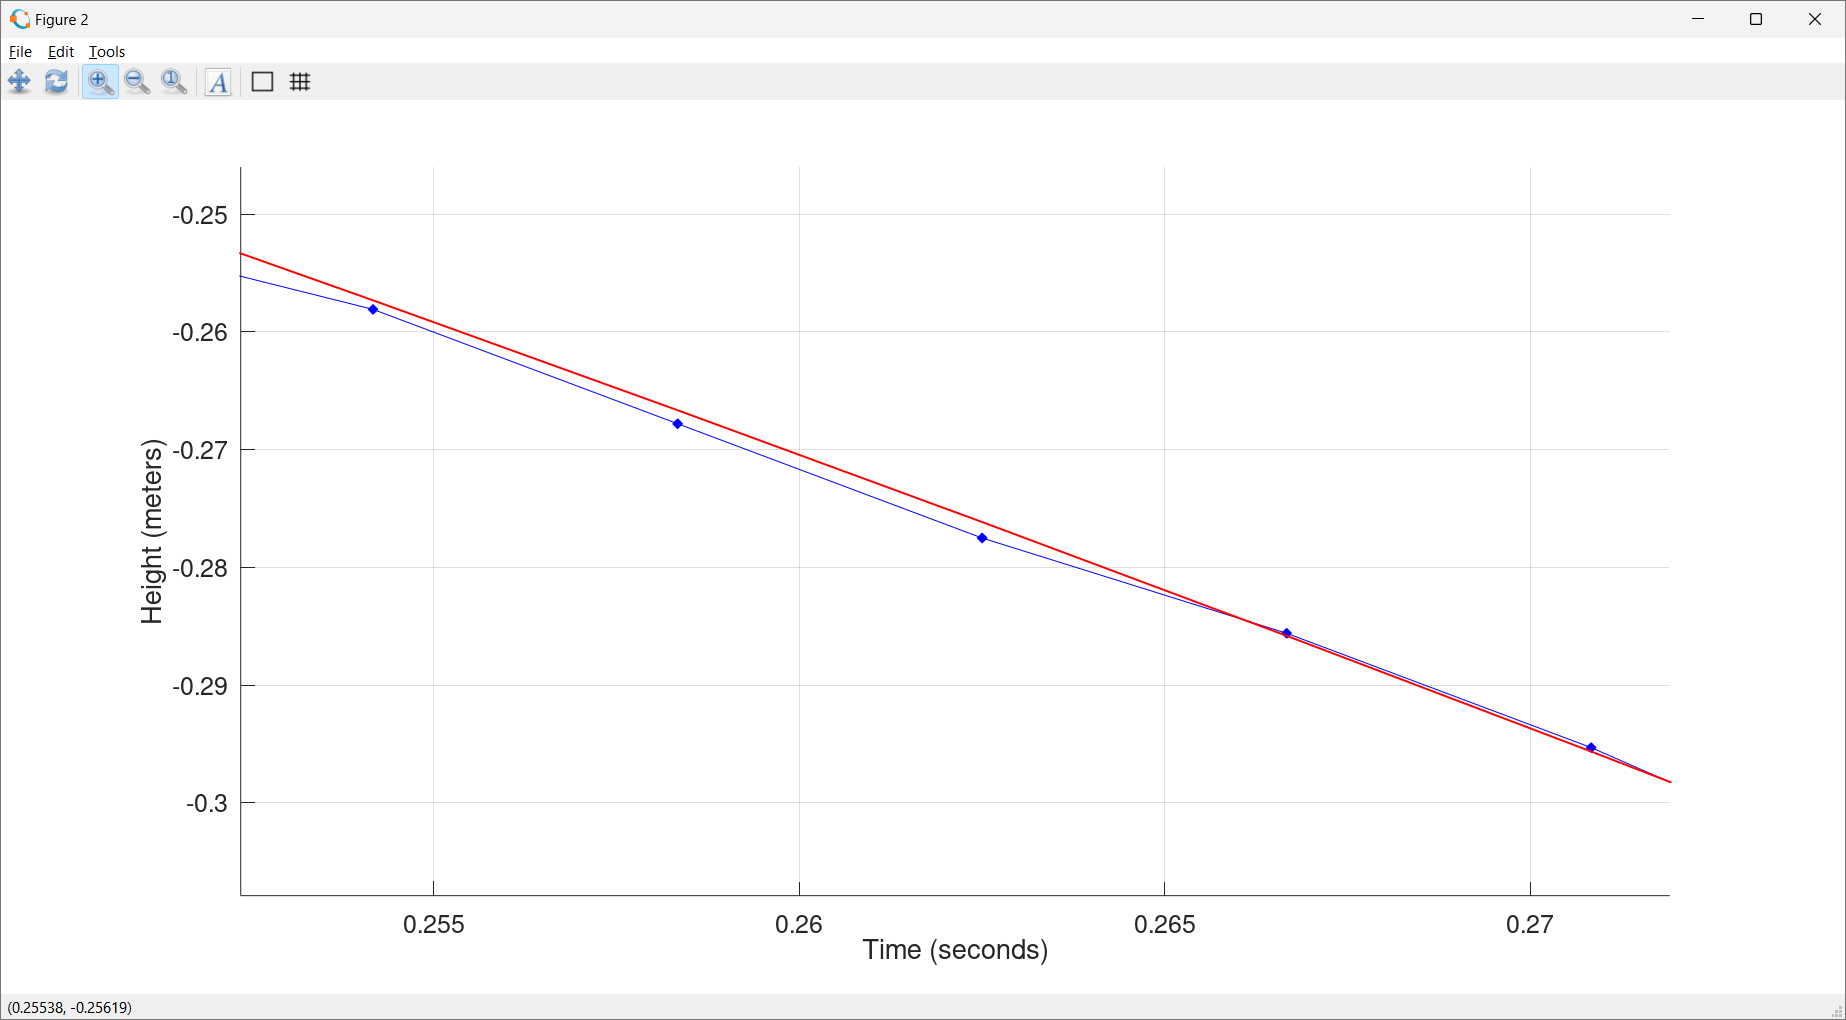 Figure 2
File Edit Tools
1 A
-0.25
-0.26
-0.27
-0.28
-0.29
-0.3
Height (meters)
0.255 0.26 0.265 0.27
Time (seconds)
(0.25538, -0.25619)